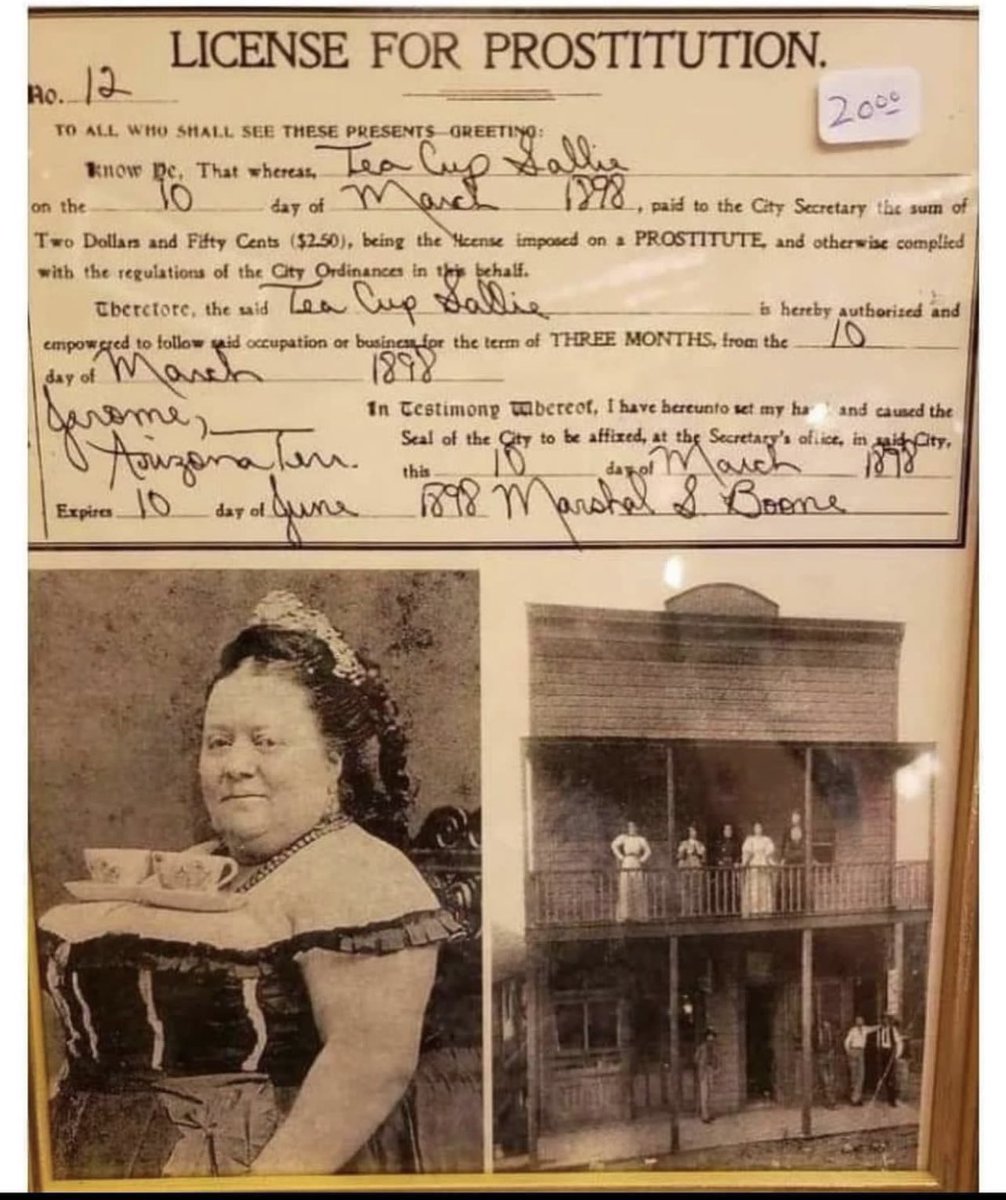 LICENSE FOR PROSTITUTION.
No. 12
20⁰⁰
TO ALL WHO SHALL SEE THESE PRESENTS GREETING:
Know Ye, That whereas, Tea Cup Sallie
on the 10 day of March 1898, paid to the City Secretary the sum of
Two Dollars and Fifty Cents ($2.50), being the license imposed on a PROSTITUTE, and otherwise complied
with the regulations of the City Ordinances in this behalf.
Therefore, the said Tea Cup Sallie is hereby authorized and
empowered to follow said occupation or business for the term of THREE MONTHS, from the 10
day of March 1898
Jerome,
Arizona Terr.
In Testimony Whereof, I have hereunto set my hand and caused the
Seal of the City to be affixed, at the Secretary's office, in said City,
this 10 day of March 1898
Expires 10 day of June 1898 Marshal S. Boone